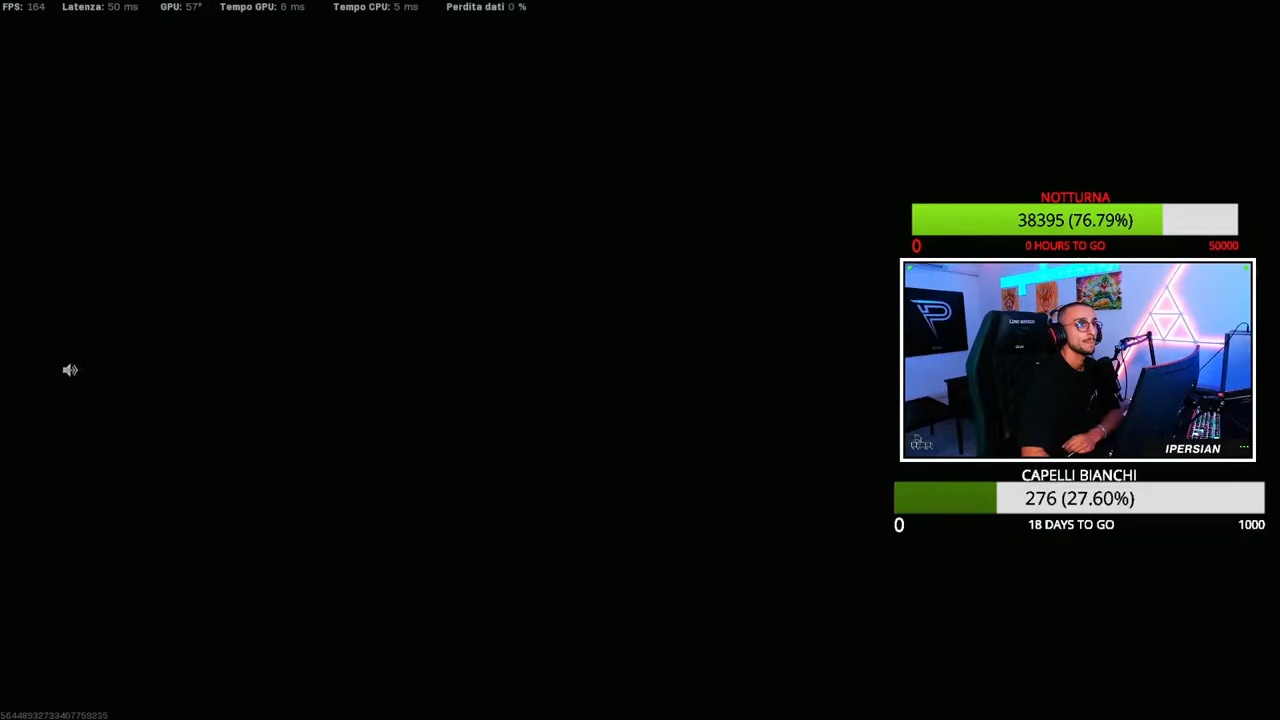 FPS: 164 Latenza: 50 ms GPU: 57° Tempo GPU: 6 ms Tempo CPU: 5 ms Perdita dati 0 %
NOTTURNA
38395 (76.79%)
0 0 HOURS TO GO 50000
IPERSIAN
CAPELLI BIANCHI
276 (27.60%)
0 18 DAYS TO GO 1000
56448932733407759235